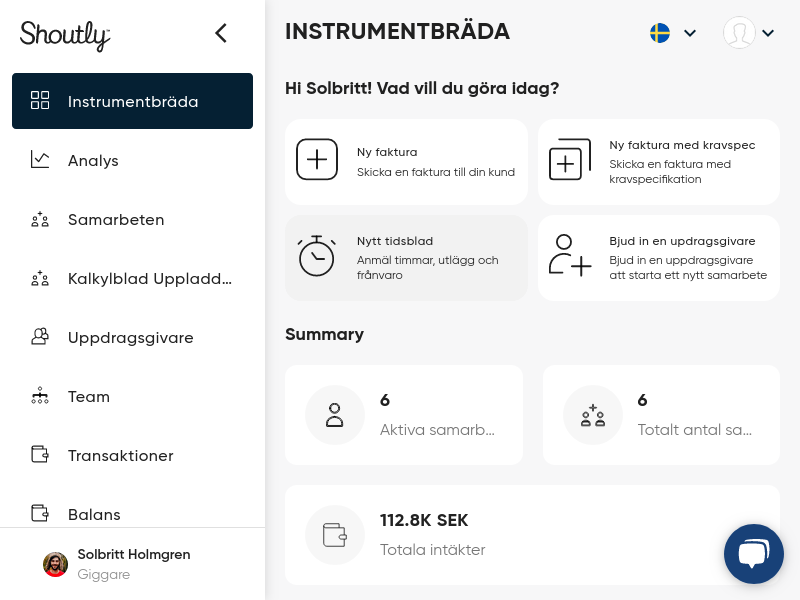 Shoutly
Instrumentbräda
Analys
Samarbeten
Kalkylblad Uppladd...
Uppdragsgivare
Team
Transaktioner
Balans
Solbritt Holmgren
Giggare
INSTRUMENTBRÄDA
Hi Solbritt! Vad vill du göra idag?
Ny faktura
Skicka en faktura till din kund
Ny faktura med kravspec
Skicka en faktura med
kravspecifikation
Nytt tidsblad
Anmäl timmar, utlägg och
frånvaro
Bjud in en updragsgivare
Bjud in en uppdragsgivare
att starta ett nytt samarbete
Summary
6
Aktiva samarb...
6
Totalt antal sa...
112.8K SEK
Totala intäkter